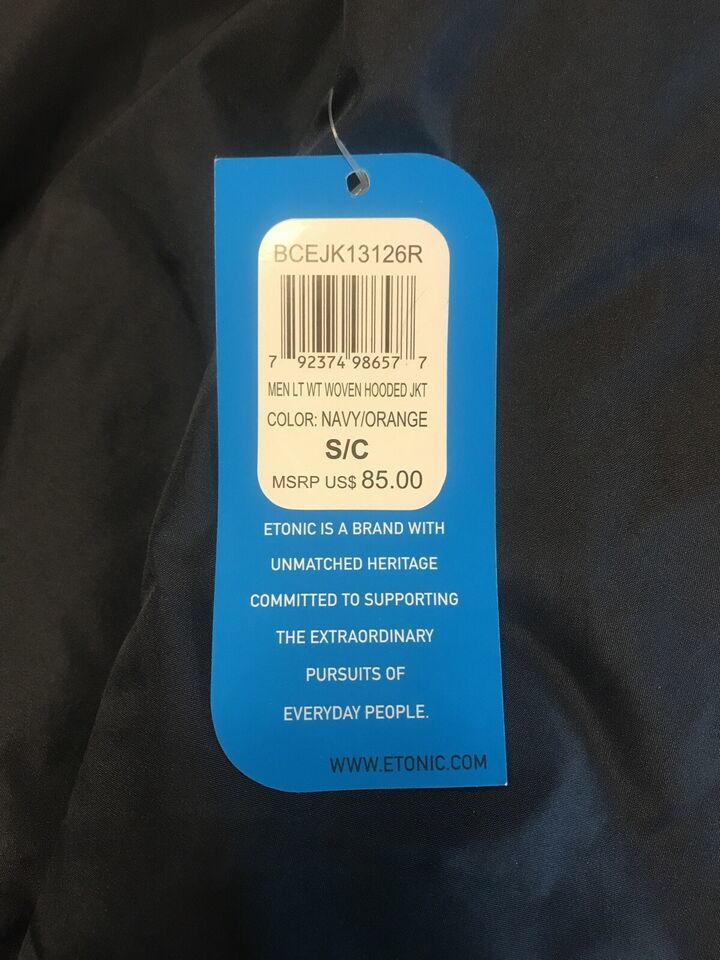 BCEJK13126R
7 92374 98657 7
MEN LT WT WOVEN HOODED JKT
COLOR: NAVY/ORANGE
S/C
MSRP US$ 85.00
ETONIC IS A BRAND WITH
UNMATCHED HERITAGE
COMMITTED TO SUPPORTING
THE EXTRAORDINARY
PURSUITS OF
EVERYDAY PEOPLE.
WWW.ETONIC.COM